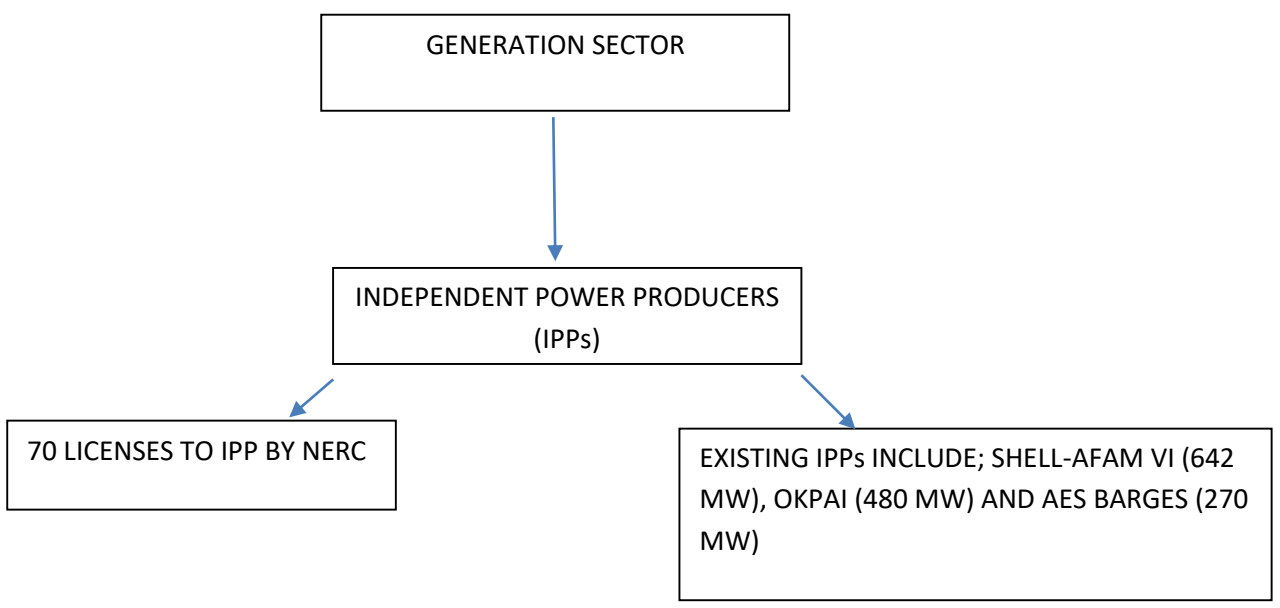 GENERATION SECTOR
INDEPENDENT POWER PRODUCERS
(IPPs)
70 LICENSES TO IPP BY NERC
EXISTING IPPs INCLUDE; SHELL-AFAM VI (642
MW), OKPAI (480 MW) AND AES BARGES (270
MW)